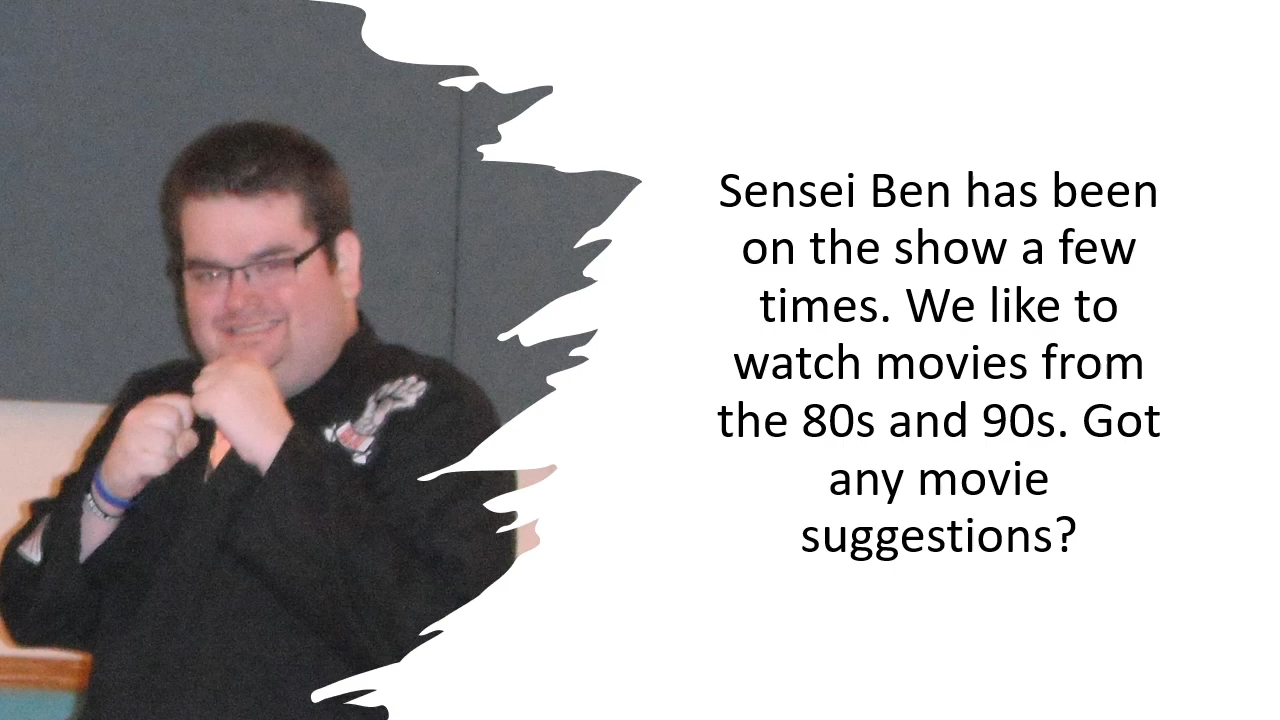 Sensei Ben has been
on the show a few
times. We like to
watch movies from
the 80s and 90s. Got
any movie
suggestions?